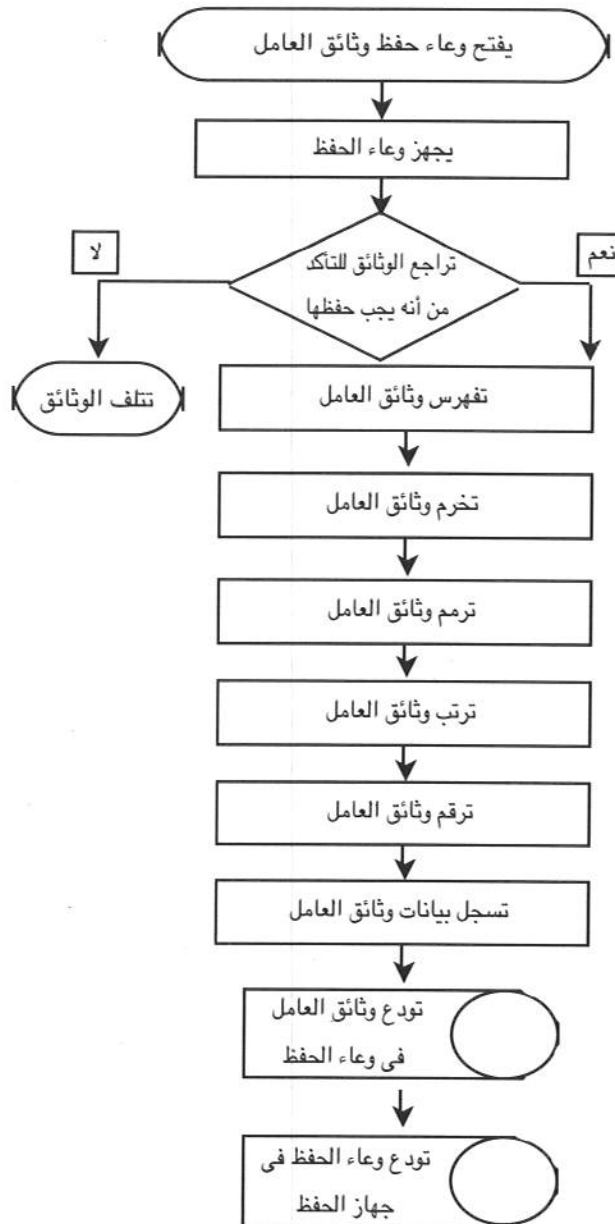 يفتح وعاء حفظ وثائق العامل
يجهز وعاء الحفظ
تراجع الوثائق للتأكد
من أنه يجب حفظها
نعم
لا
تتلف الوثائق
تفهرس وثائق العامل
تخرم وثائق العامل
ترمم وثائق العامل
ترتب وثائق العامل
ترقم وثائق العامل
تسجل بيانات وثائق العامل
تودع وثائق العامل
فى وعاء الحفظ
تودع وعاء الحفظ فى
جهاز الحفظ